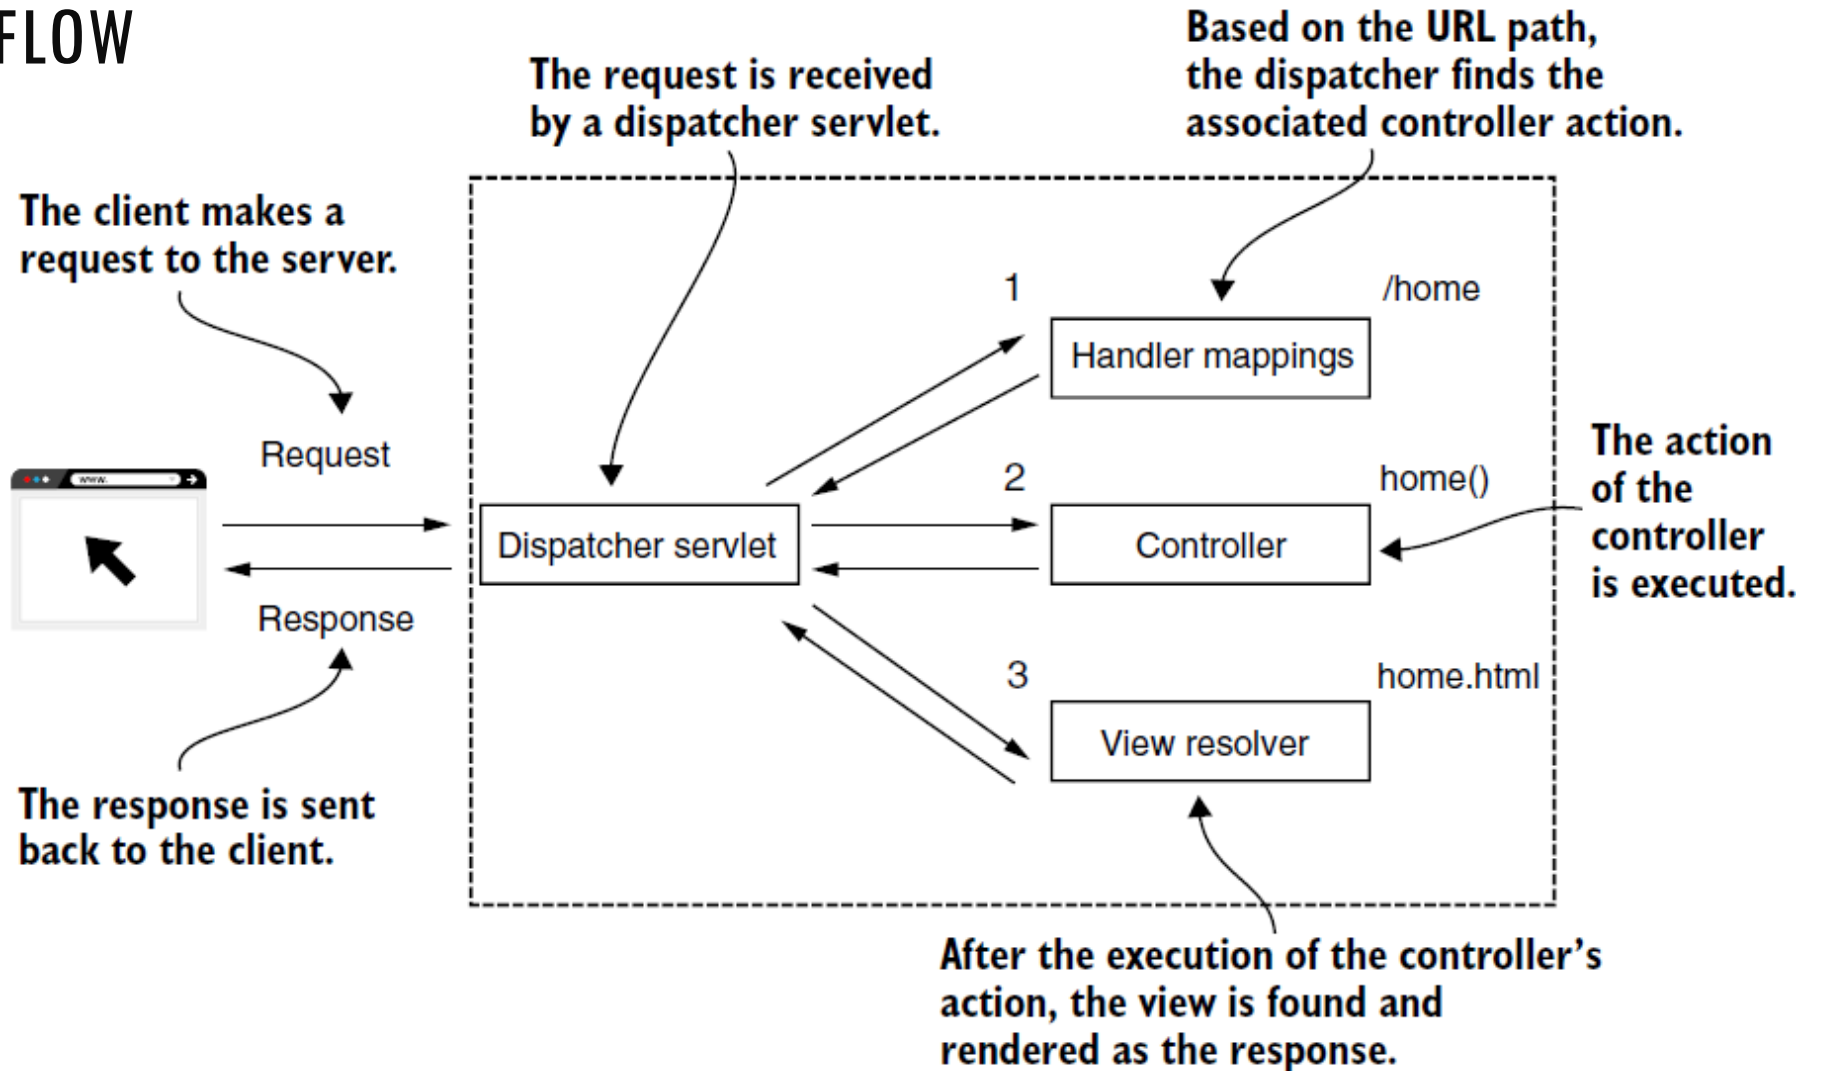 FLOW
The request is received
by a dispatcher servlet.
Based on the URL path,
the dispatcher finds the
associated controller action.
The client makes a
request to the server.
1
/home
Handler mappings
Request
www.
2
home()
The action
of the
controller
is executed.
Dispatcher servlet
Controller
Response
3
home.html
View resolver
The response is sent
back to the client.
After the execution of the controller’s
action, the view is found and
rendered as the response.